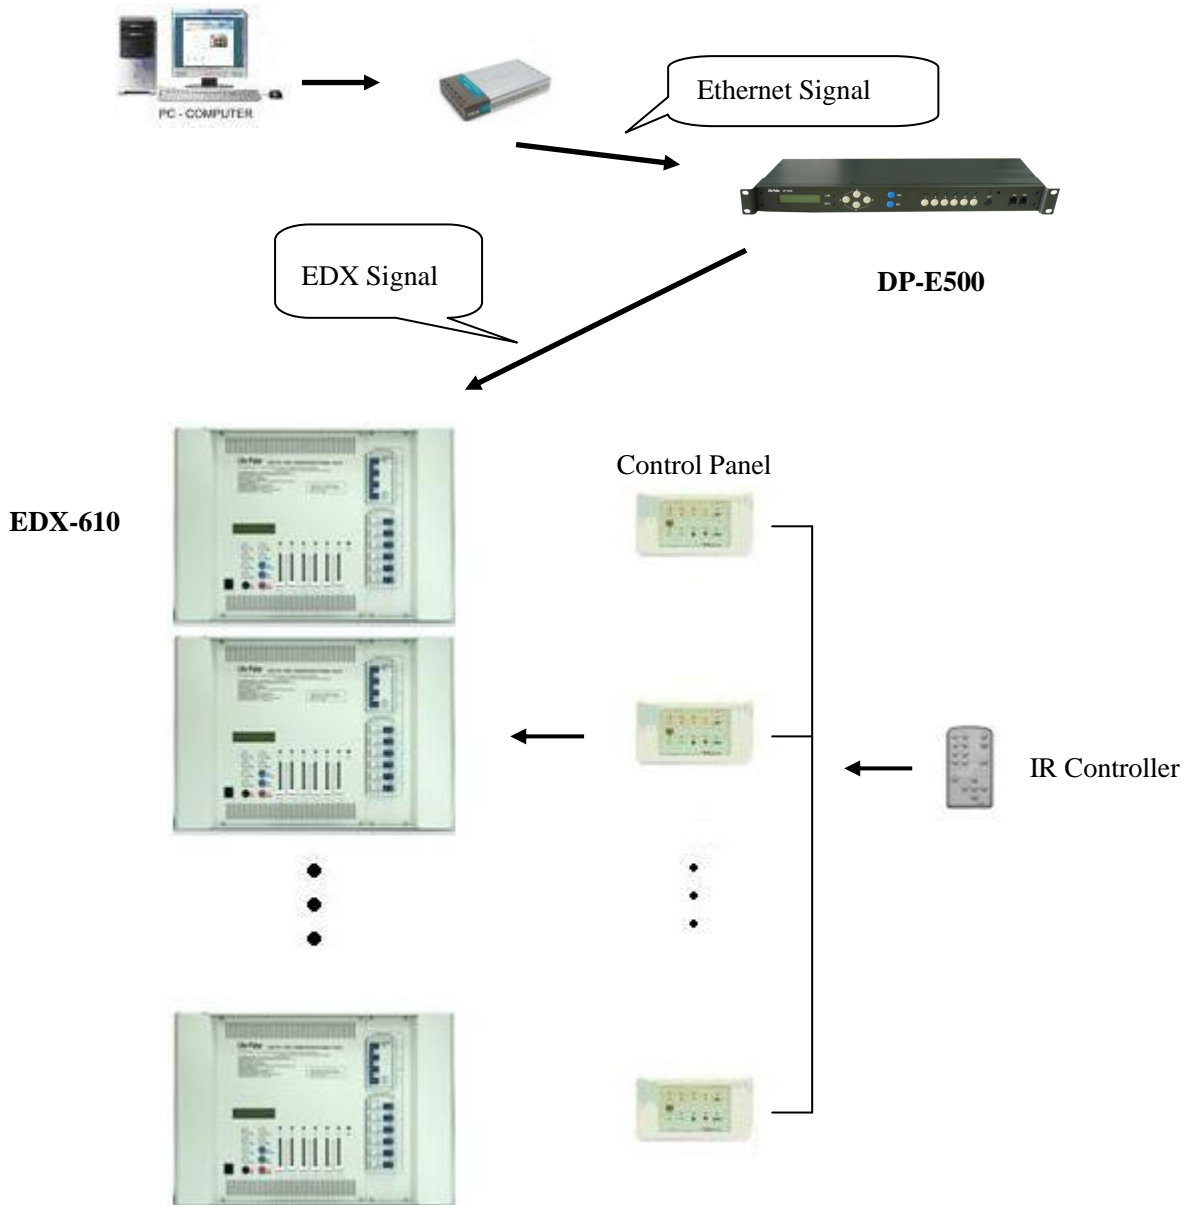 PC - COMPUTER
Ethernet Signal
EDX Signal
DP-E500
Control Panel
EDX-610
IR Controller